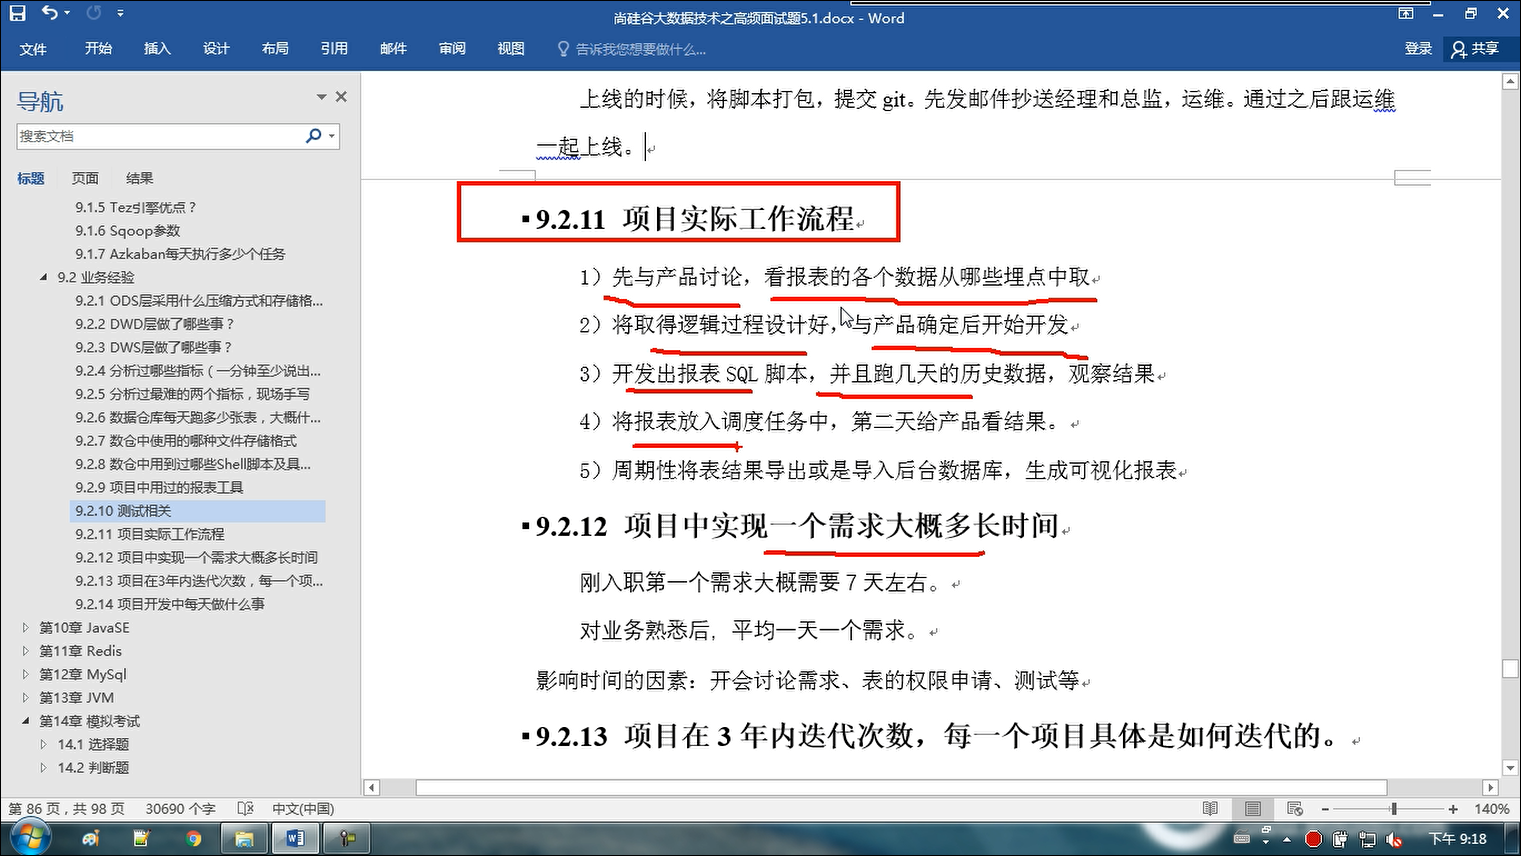 尚硅谷大数据技术之高频面试题5.1.docx - Word
文件 开始 插入 设计 布局 引用 邮件 审阅 视图 告诉我您想要做什么... 登录 共享
导航
搜索文档
标题 页面 结果
9.1.5 Tez引擎优点？
9.1.6 Sqoop参数
9.1.7 Azkaban每天执行多少个任务
9.2 业务经验
9.2.1 ODS层采用什么压缩方式和存储格...
9.2.2 DWD层做了哪些事？
9.2.3 DWS层做了哪些事？
9.2.4 分析过哪些指标（一分钟至少说出...
9.2.5 分析过最难的两个指标，现场手写
9.2.6 数据仓库每天跑多少张表，大概什...
9.2.7 数仓中使用的哪种文件存储格式
9.2.8 数仓中用到过哪些Shell脚本及具...
9.2.9 项目中用过的报表工具
9.2.10 测试相关
9.2.11 项目实际工作流程
9.2.12 项目中实现一个需求大概多长时间
9.2.13 项目在3年内迭代次数，每一个项...
9.2.14 项目开发中每天做什么事
第10章 JavaSE
第11章 Redis
第12章 MySql
第13章 JVM
第14章 模拟考试
14.1 选择题
14.2 判断题
上线的时候，将脚本打包，提交 git。先发邮件抄送经理和总监，运维。通过之后跟运维
一起上线。
9.2.11 项目实际工作流程
1）先与产品讨论，看报表的各个数据从哪些埋点中取
2）将取得逻辑过程设计好，与产品确定后开始开发
3）开发出报表 SQL 脚本，并且跑几天的历史数据，观察结果
4）将报表放入调度任务中，第二天给产品看结果。
5）周期性将表结果导出或是导入后台数据库，生成可视化报表
9.2.12 项目中实现一个需求大概多长时间
刚入职第一个需求大概需要 7 天左右。
对业务熟悉后，平均一天一个需求。
影响时间的因素：开会讨论需求、表的权限申请、测试等
9.2.13 项目在 3 年内迭代次数，每一个项目具体是如何迭代的。
第 86 页，共 98 页 30690 个字 中文(中国) 140%
下午 9:18